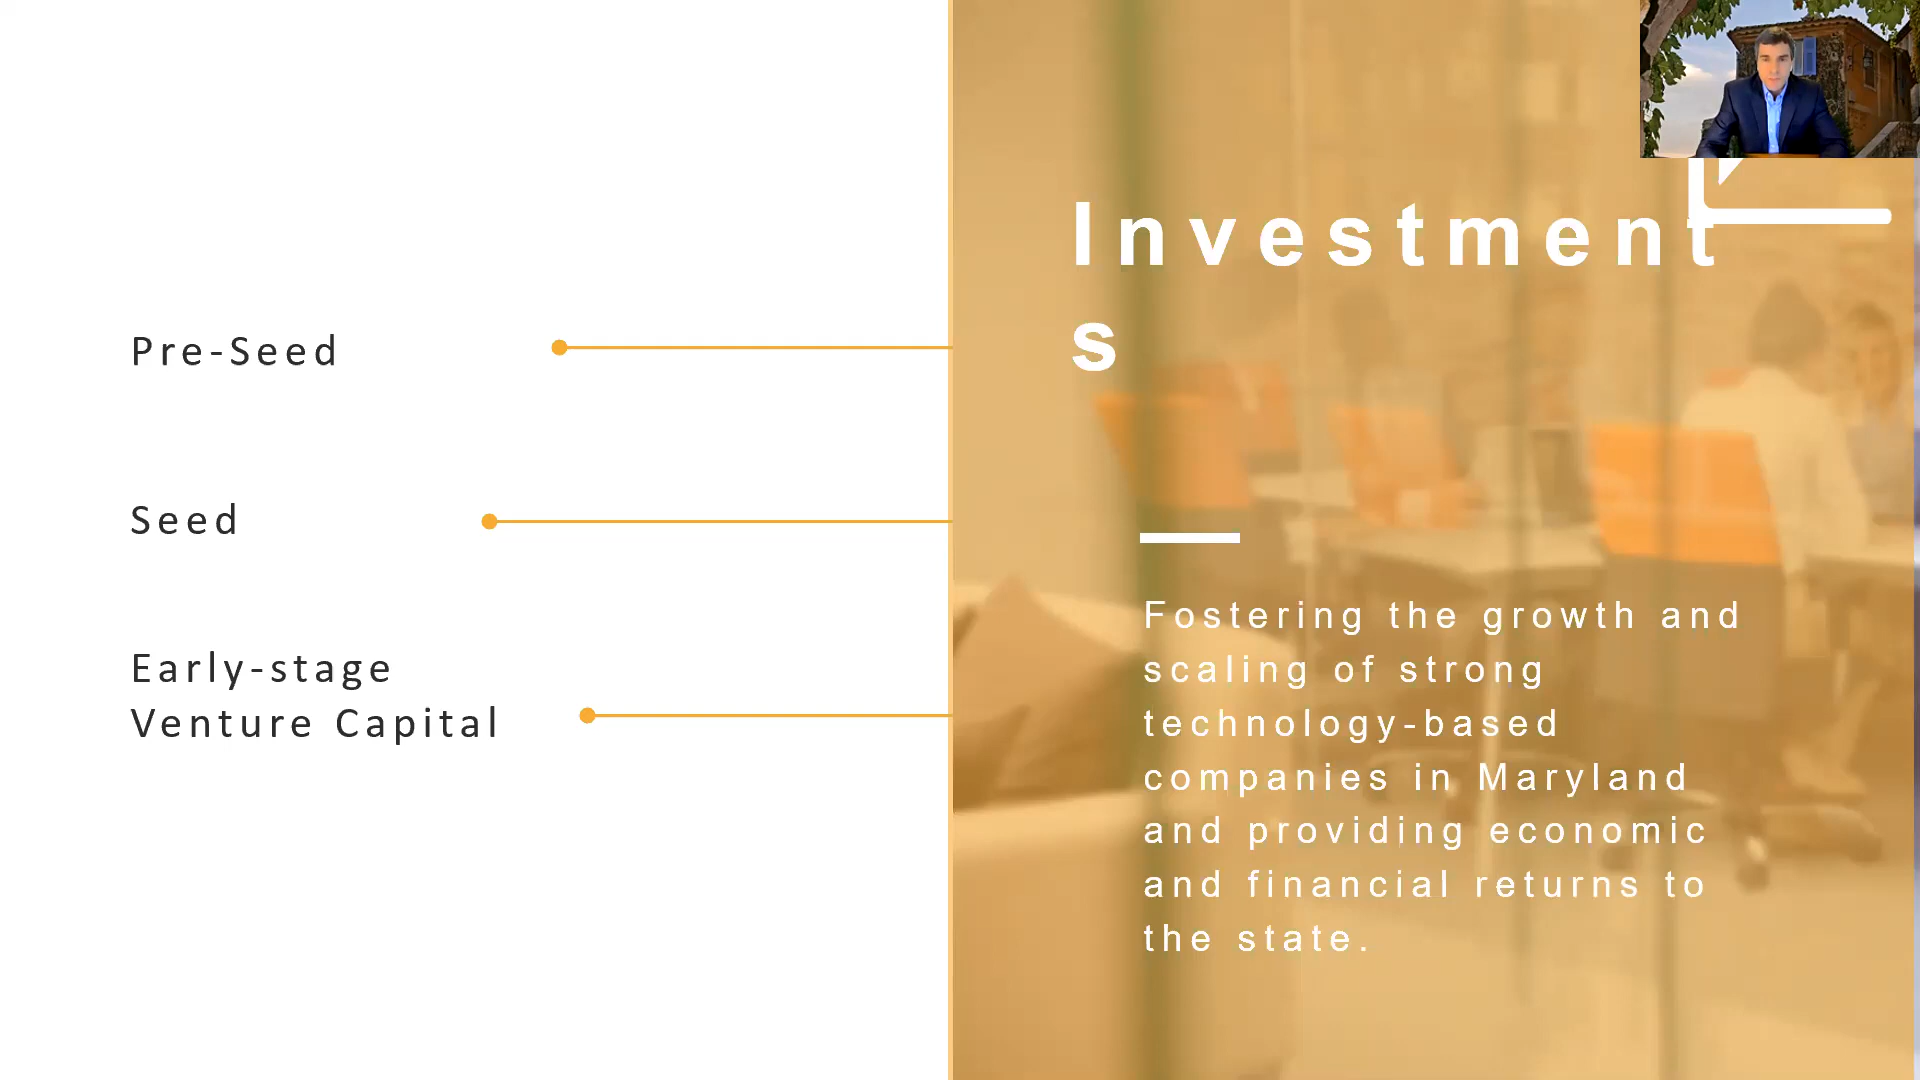 Pre-Seed
Seed
Early-stage
Venture Capital
Investment
s
Fostering the growth and
scaling of strong
technology-based
companies in Maryland
and providing economic
and financial returns to
the state.